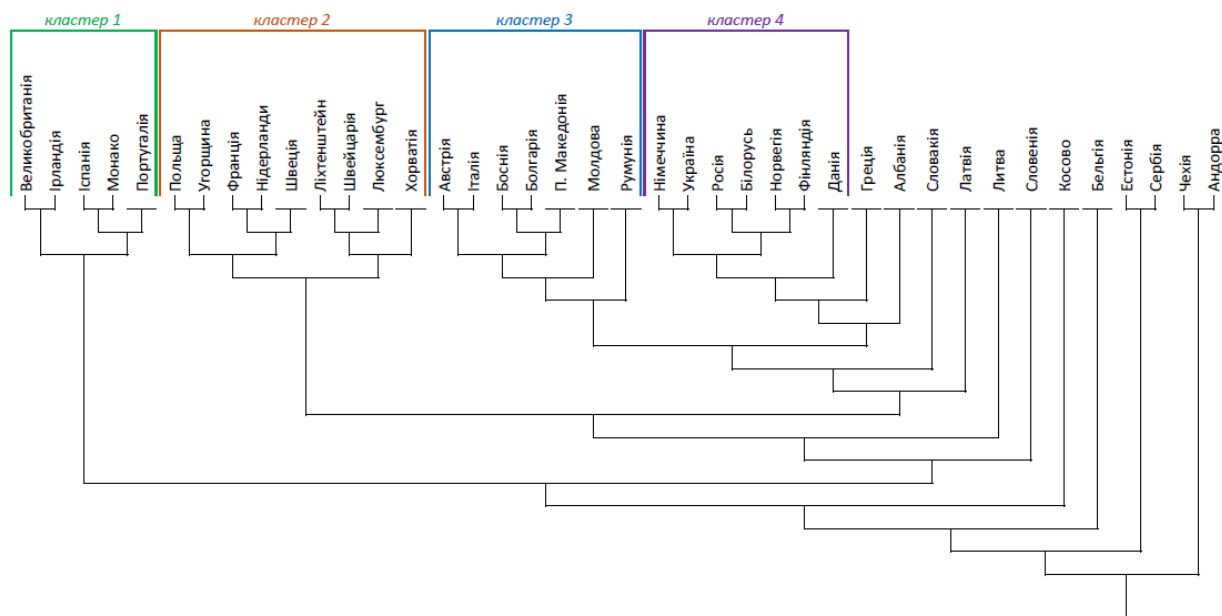 кластер 1
кластер 2
кластер 3
кластер 4
Великобританія
Ірландія
Іспанія
Монако
Португалія
Польща
Угорщина
Франція
Нідерланди
Швеція
Ліхтенштейн
Швейцарія
Люксембург
Хорватія
Австрія
Італія
Боснія
Болгарія
П. Македонія
Молдова
Румунія
Німеччина
Україна
Росія
Білорусь
Норвегія
Фінляндія
Данія
Греція
Албанія
Словакія
Латвія
Литва
Словенія
Косово
Бельгія
Естонія
Сербія
Чехія
Андорра